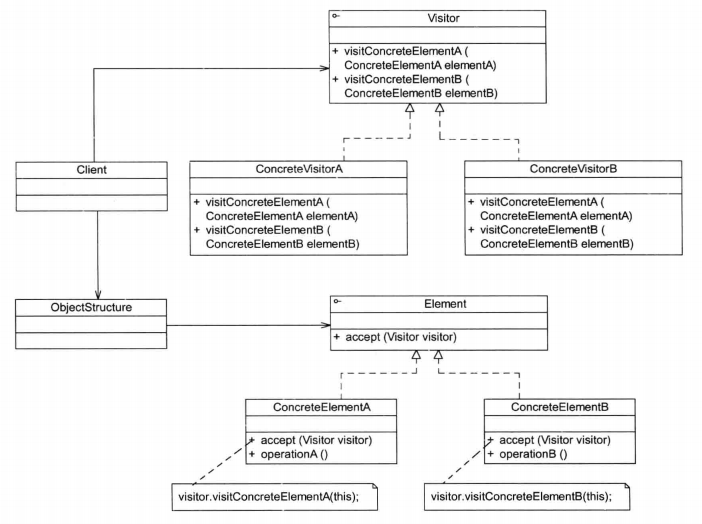 Visitor
+ visitConcreteElementA (
ConcreteElementA elementA)
+ visitConcreteElementB (
ConcreteElementB elementB)
Client
ConcreteVisitorA
+ visitConcreteElementA (
ConcreteElementA elementA)
+ visitConcreteElementB (
ConcreteElementB elementB)
ConcreteVisitorB
+ visitConcreteElementA (
ConcreteElementA elementA)
+ visitConcreteElementB (
ConcreteElementB elementB)
ObjectStructure
Element
+ accept (Visitor visitor)
ConcreteElementA
+ accept (Visitor visitor)
+ operationA ()
ConcreteElementB
+ accept (Visitor visitor)
+ operationB ()
visitor.visitConcreteElementA(this);
visitor.visitConcreteElementB(this);